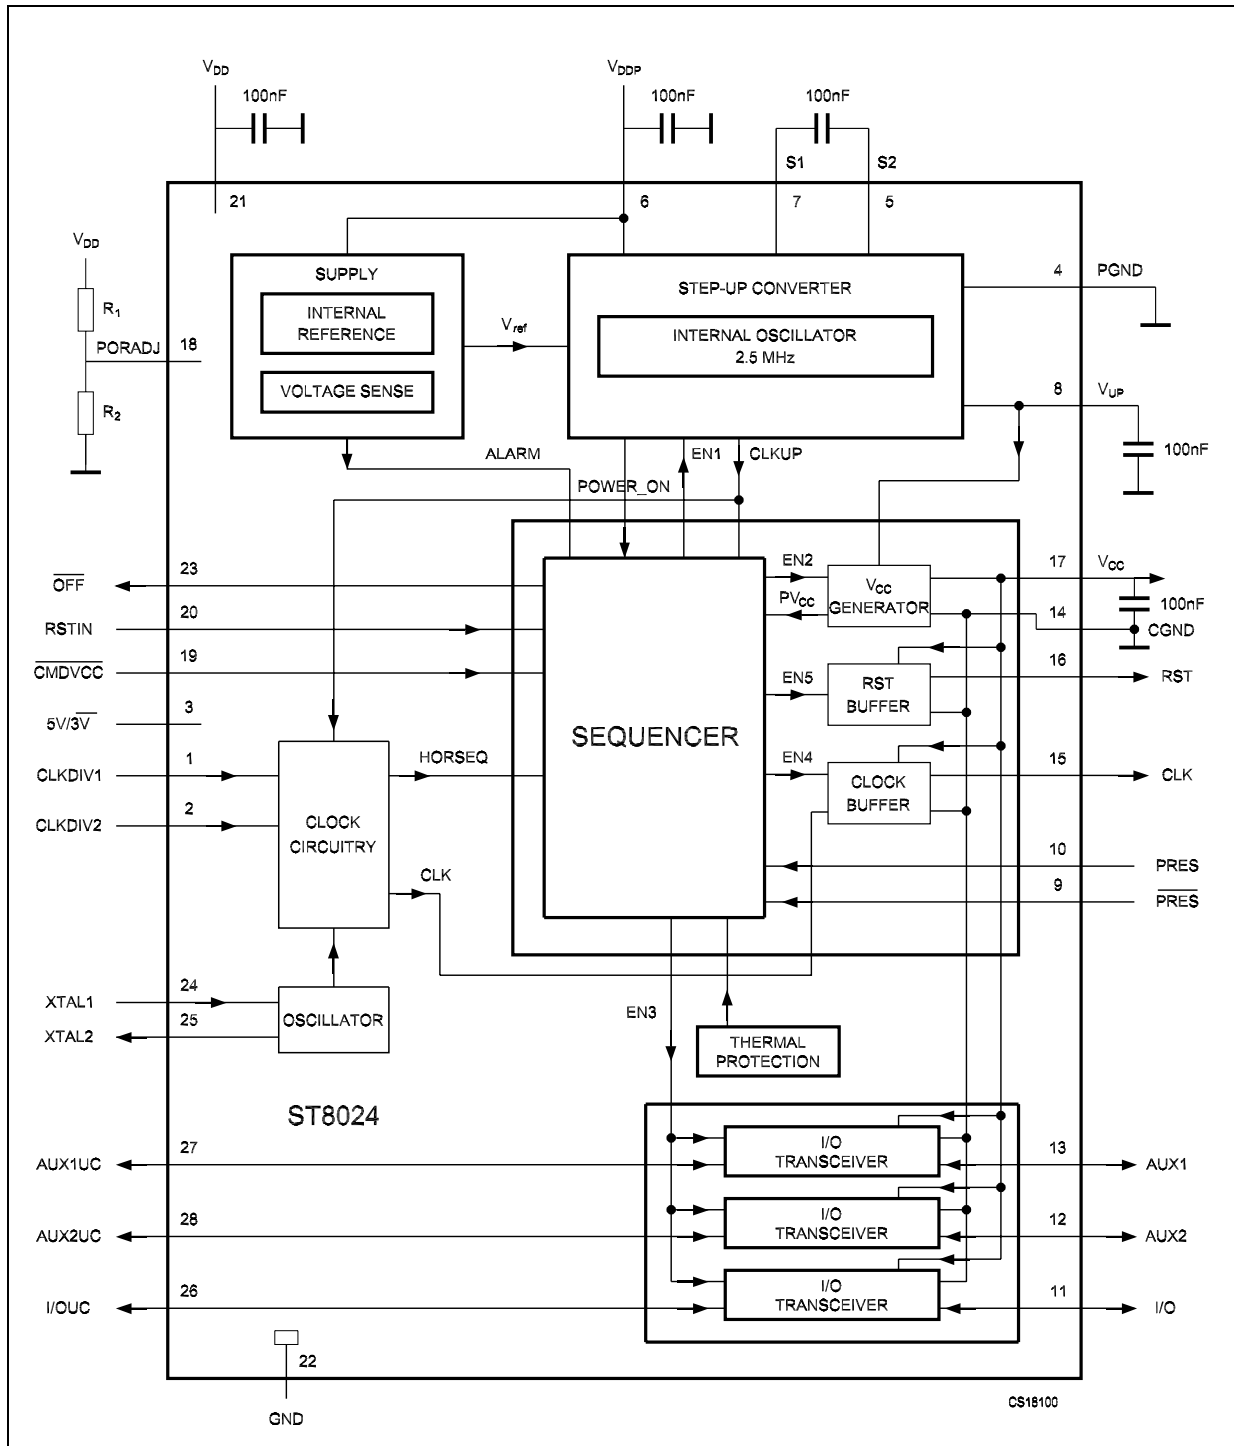 VDD
VDDP
100nF
100nF
100nF
S1
S2
21
6
7
5
VDD
SUPPLY
INTERNAL
REFERENCE
VOLTAGE SENSE
Vref
STEP-UP CONVERTER
INTERNAL OSCILLATOR
2.5 MHz
4
PGND
R1
PORADJ
18
R2
8
VUP
100nF
ALARM
EN1
CLKUP
POWER_ON
23
OFF
20
RSTIN
19
CMDVCC
3
5V/3V
1
CLKDIV1
2
CLKDIV2
CLOCK
CIRCUITRY
HORSEQ
CLK
SEQUENCER
EN2
PVCC
VCC
GENERATOR
17
VCC
100nF
14
CGND
EN5
RST
BUFFER
16
RST
EN4
CLOCK
BUFFER
15
CLK
10
PRES
9
PRES
24
XTAL1
25
XTAL2
OSCILLATOR
EN3
THERMAL
PROTECTION
ST8024
27
AUX1UC
I/O
TRANSCEIVER
13
AUX1
28
AUX2UC
I/O
TRANSCEIVER
12
AUX2
26
I/OUC
I/O
TRANSCEIVER
11
I/O
22
GND
CS18100